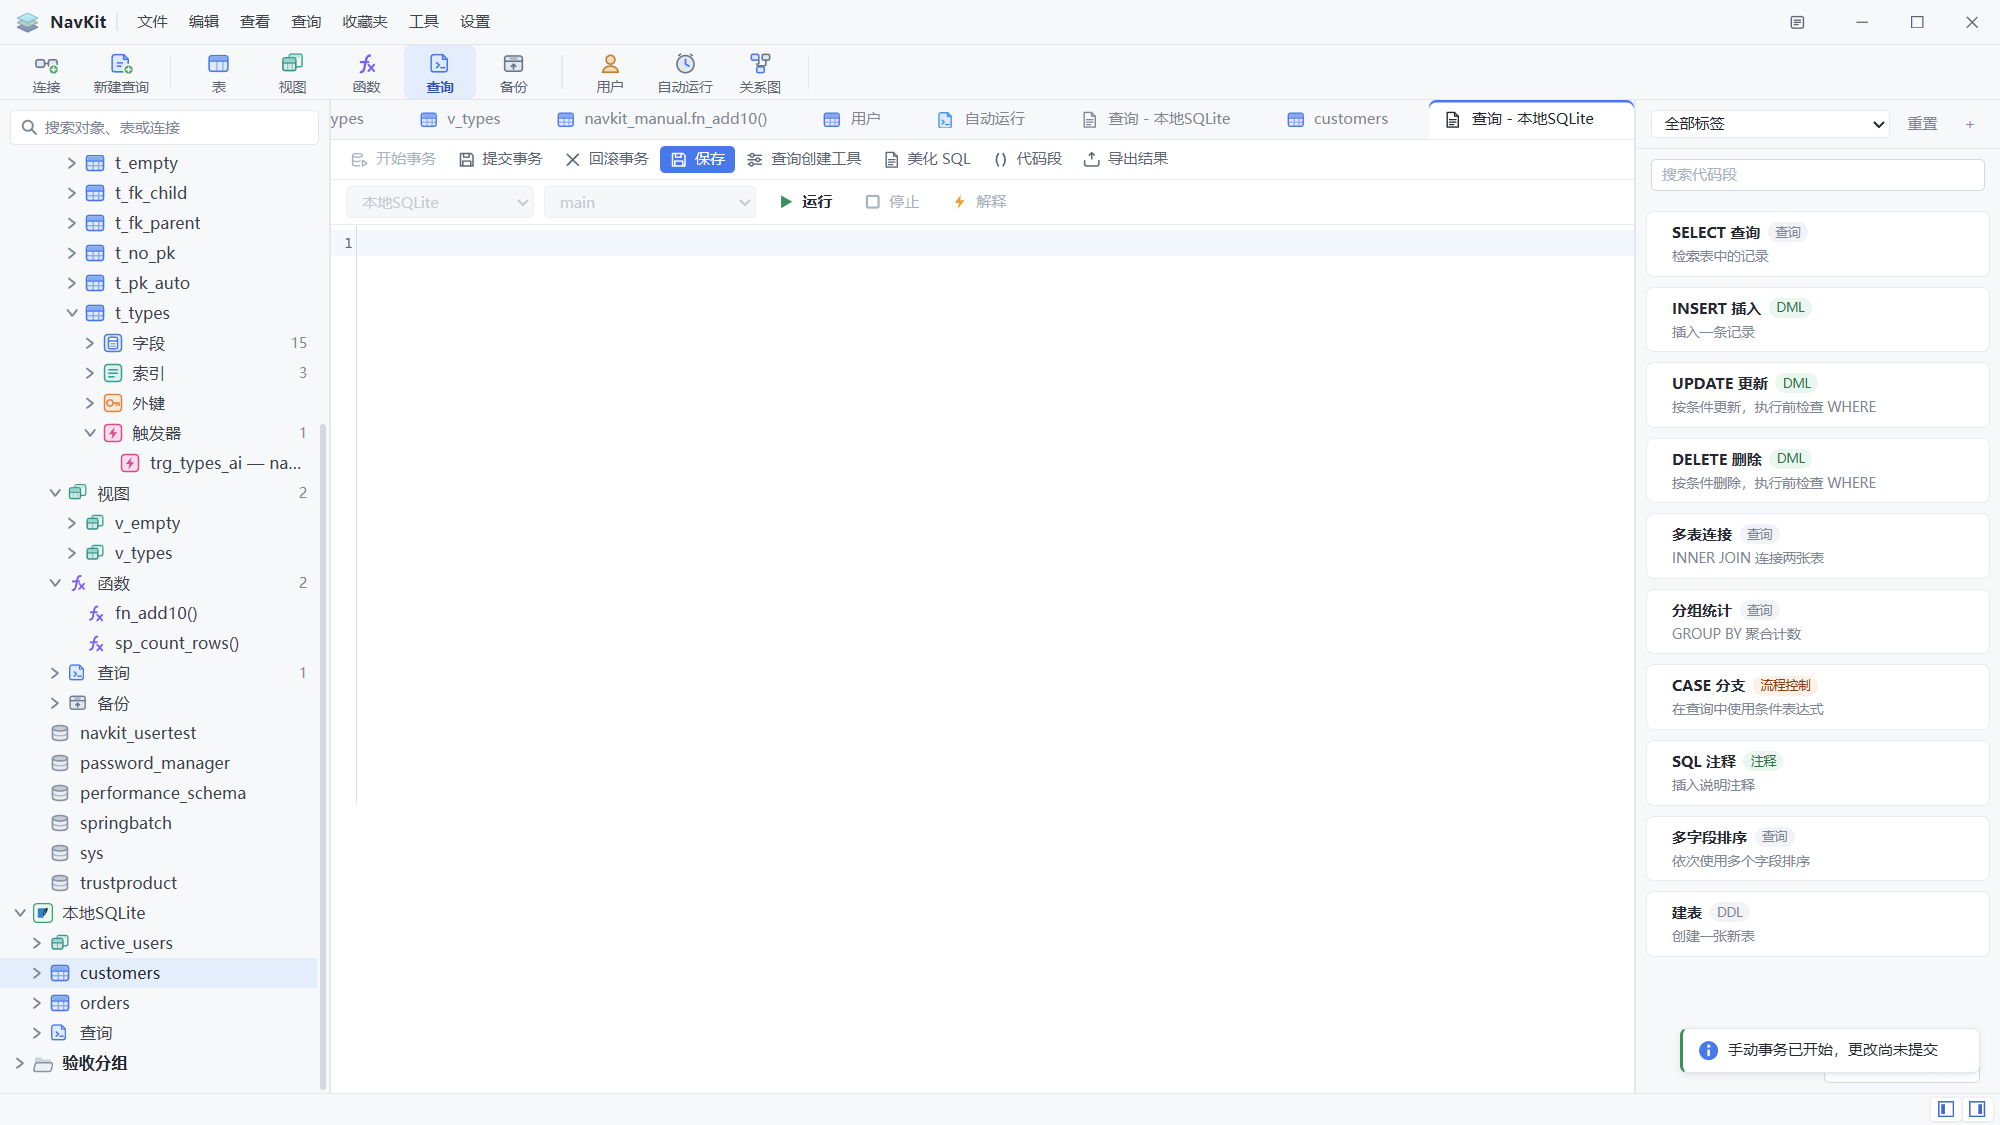 NavKit 文件 编辑 查看 查询 收藏夹 工具 设置
连接 新建查询 表 视图 函数 查询 备份 用户 自动运行 关系图
搜索对象、表或连接
t_empty
t_fk_child
t_fk_parent
t_no_pk
t_pk_auto
t_types
字段 15
索引 3
外键
触发器 1
trg_types_ai — na...
视图 2
v_empty
v_types
函数 2
fn_add10()
sp_count_rows()
查询 1
备份
navkit_usertest
password_manager
performance_schema
springbatch
sys
trustproduct
本地SQLite
active_users
customers
orders
查询
验收分组
ypes v_types navkit_manual.fn_add10() 用户 自动运行 查询 - 本地SQLite customers 查询 - 本地SQLite
开始事务 提交事务 回滚事务 保存 查询创建工具 美化 SQL () 代码段 导出结果
本地SQLite main 运行 停止 解释
1
全部标签 重置 +
搜索代码段
SELECT 查询 查询
检索表中的记录
INSERT 插入 DML
插入一条记录
UPDATE 更新 DML
按条件更新，执行前检查 WHERE
DELETE 删除 DML
按条件删除，执行前检查 WHERE
多表连接 查询
INNER JOIN 连接两张表
分组统计 查询
GROUP BY 聚合计数
CASE 分支 流程控制
在查询中使用条件表达式
SQL 注释 注释
插入说明注释
多字段排序 查询
依次使用多个字段排序
建表 DDL
创建一张新表
手动事务已开始，更改尚未提交